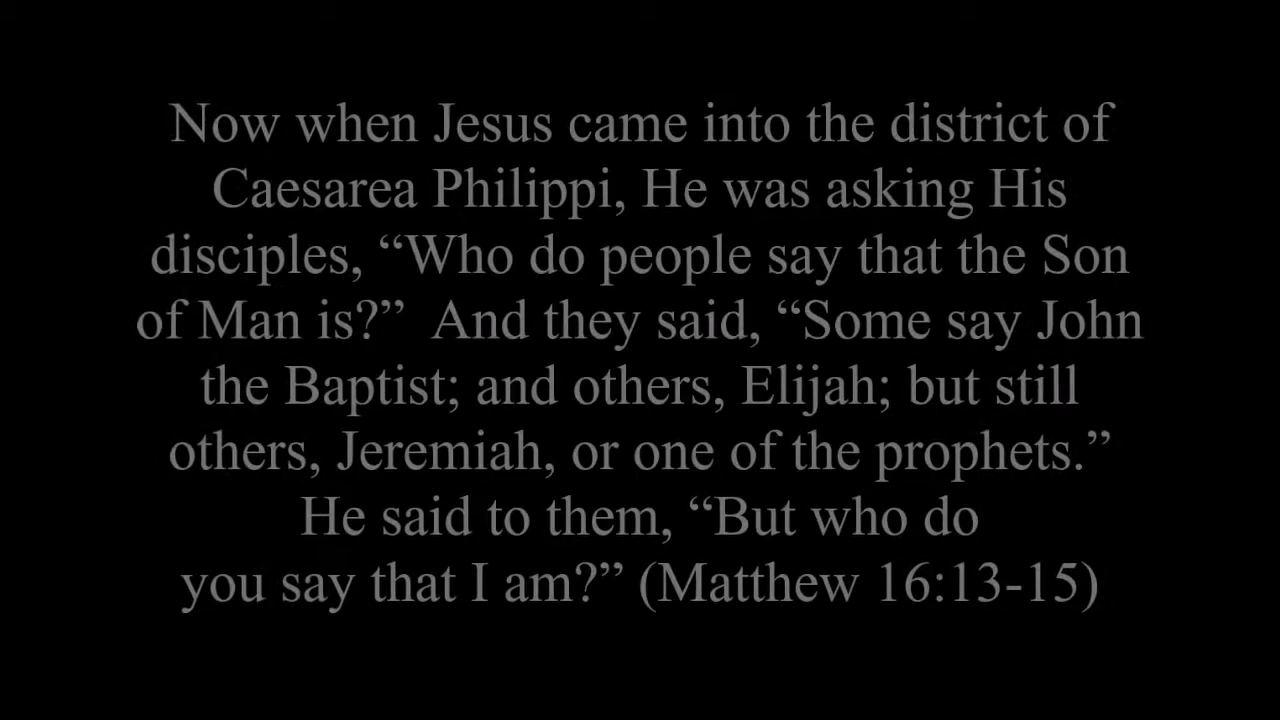 Now when Jesus came into the district of
Caesarea Philippi, He was asking His
disciples, “Who do people say that the Son
of Man is?”  And they said, “Some say John
the Baptist; and others, Elijah; but still
others, Jeremiah, or one of the prophets.”
He said to them, “But who do
you say that I am?” (Matthew 16:13-15)